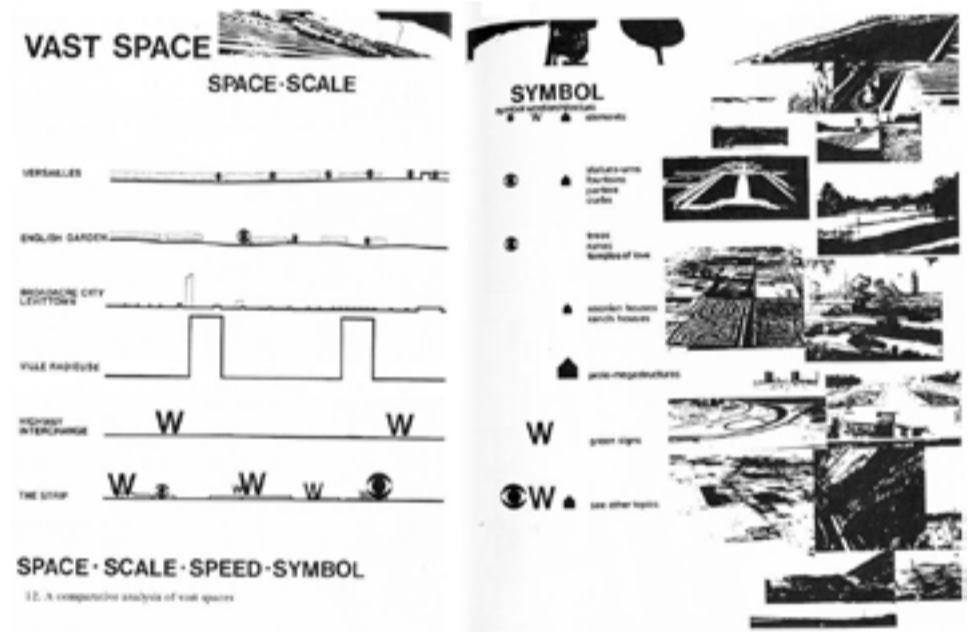 VAST SPACE
SPACE·SCALE
VERSAILLES
ENGLISH GARDEN
BROADACRE CITY
LEVITTOWN
VILLE RADIEUSE
HIGHWAY
INTERCHANGE
THE STRIP
W W
W W W
SPACE·SCALE·SPEED·SYMBOL
12. A comparative analysis of vast spaces
SYMBOL
W elements
statues urns
fountains
parterre
curbs
trees
ruins
temples of love
usonian houses
ranch houses
proto-megastructures
W green signs
W see other topics